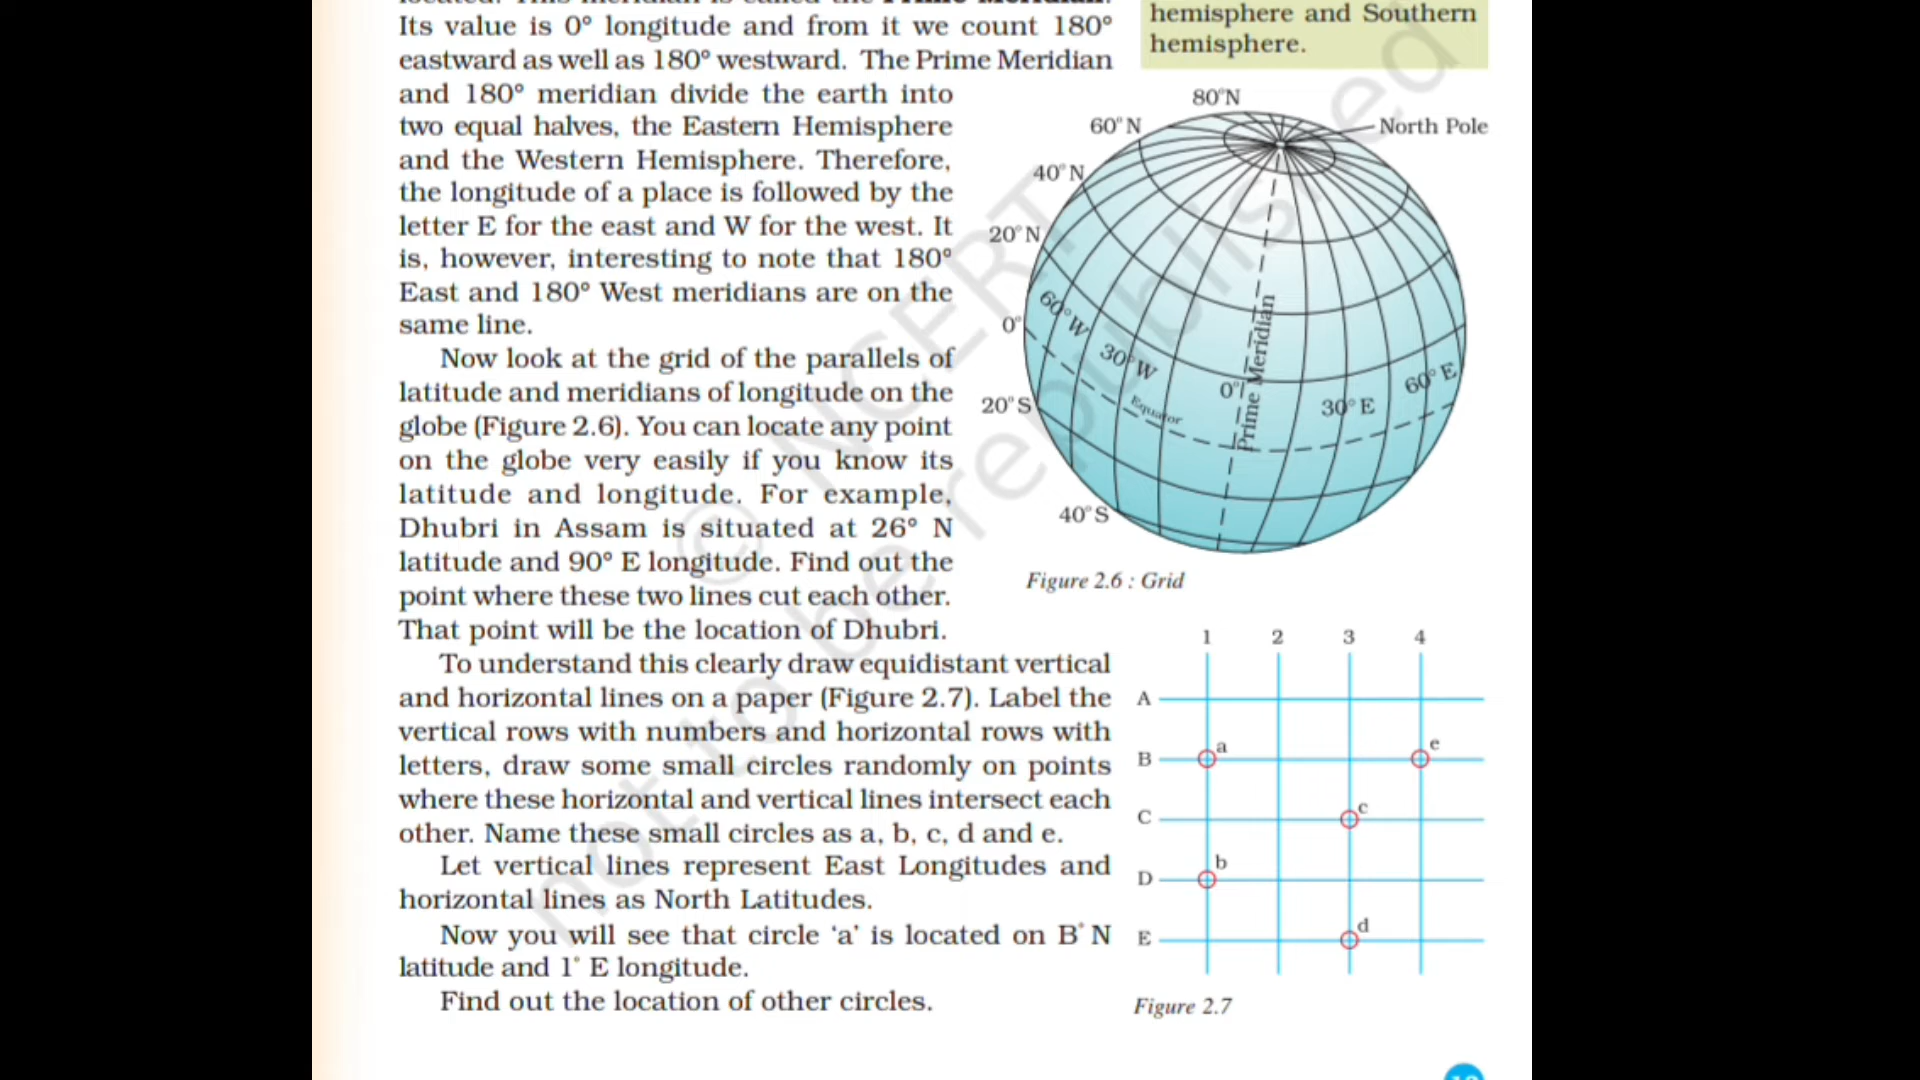 Its value is 0° longitude and from it we count 180°
eastward as well as 180° westward. The Prime Meridian
and 180° meridian divide the earth into
two equal halves, the Eastern Hemisphere
and the Western Hemisphere. Therefore,
the longitude of a place is followed by the
letter E for the east and W for the west. It
is, however, interesting to note that 180°
East and 180° West meridians are on the
same line.
Now look at the grid of the parallels of
latitude and meridians of longitude on the
globe (Figure 2.6). You can locate any point
on the globe very easily if you know its
latitude and longitude. For example,
Dhubri in Assam is situated at 26° N
latitude and 90° E longitude. Find out the
point where these two lines cut each other.
That point will be the location of Dhubri.
To understand this clearly draw equidistant vertical
and horizontal lines on a paper (Figure 2.7). Label the
vertical rows with numbers and horizontal rows with
letters, draw some small circles randomly on points
where these horizontal and vertical lines intersect each
other. Name these small circles as a, b, c, d and e.
Let vertical lines represent East Longitudes and
horizontal lines as North Latitudes.
Now you will see that circle ‘a’ is located on B° N
latitude and 1° E longitude.
Find out the location of other circles.
hemisphere and Southern
hemisphere.
80°N
60°N
North Pole
40°N
20°N
60°W
0°
30°W
Prime Meridian
0°
60°E
20°S
Equator
30°E
40°S
Figure 2.6 : Grid
1 2 3 4
A
B a e
C c
D b
E d
Figure 2.7
© NCERT
not to be republished